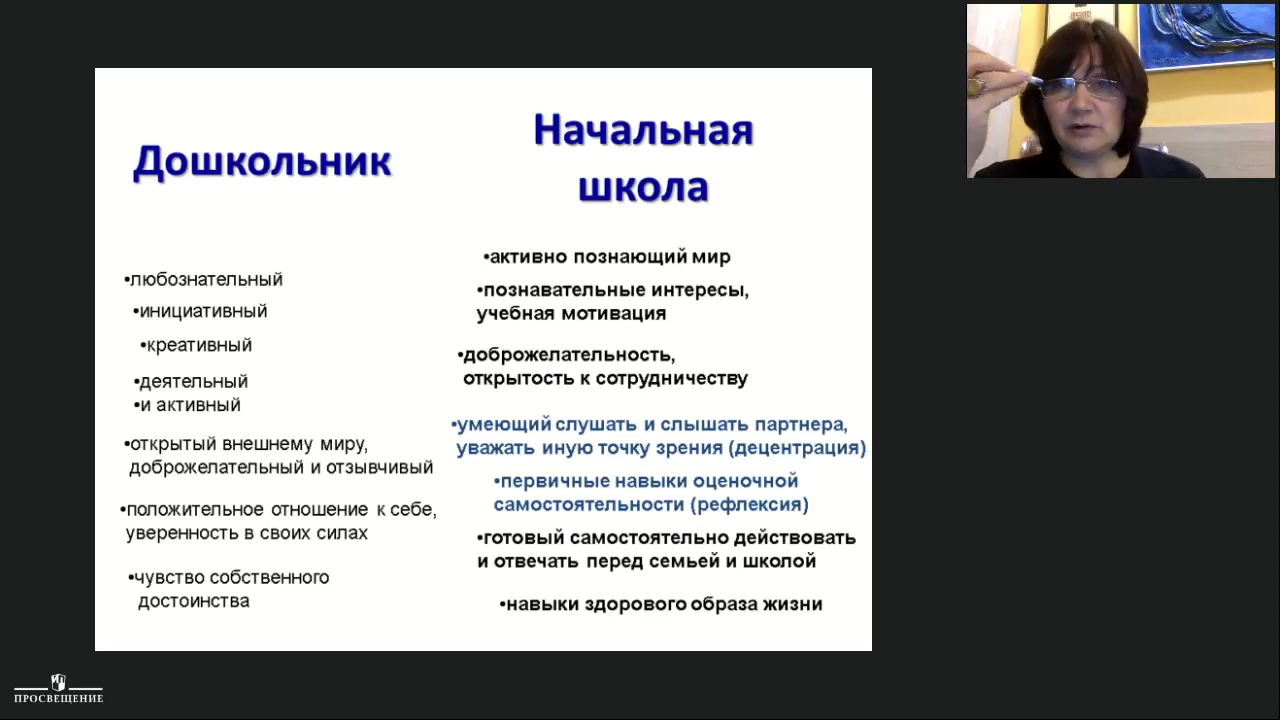 Дошкольник
•любознательный
•инициативный
•креативный
•деятельный
•и активный
•открытый внешнему миру,
доброжелательный и отзывчивый
•положительное отношение к себе,
уверенность в своих силах
•чувство собственного
достоинства
Начальная
школа
•активно познающий мир
•познавательные интересы,
учебная мотивация
•доброжелательность,
открытость к сотрудничеству
•умеющий слушать и слышать партнера,
уважать иную точку зрения (децентрация)
•первичные навыки оценочной
самостоятельности (рефлексия)
•готовый самостоятельно действовать
и отвечать перед семьей и школой
•навыки здорового образа жизни
ПРОСВЕЩЕНИЕ